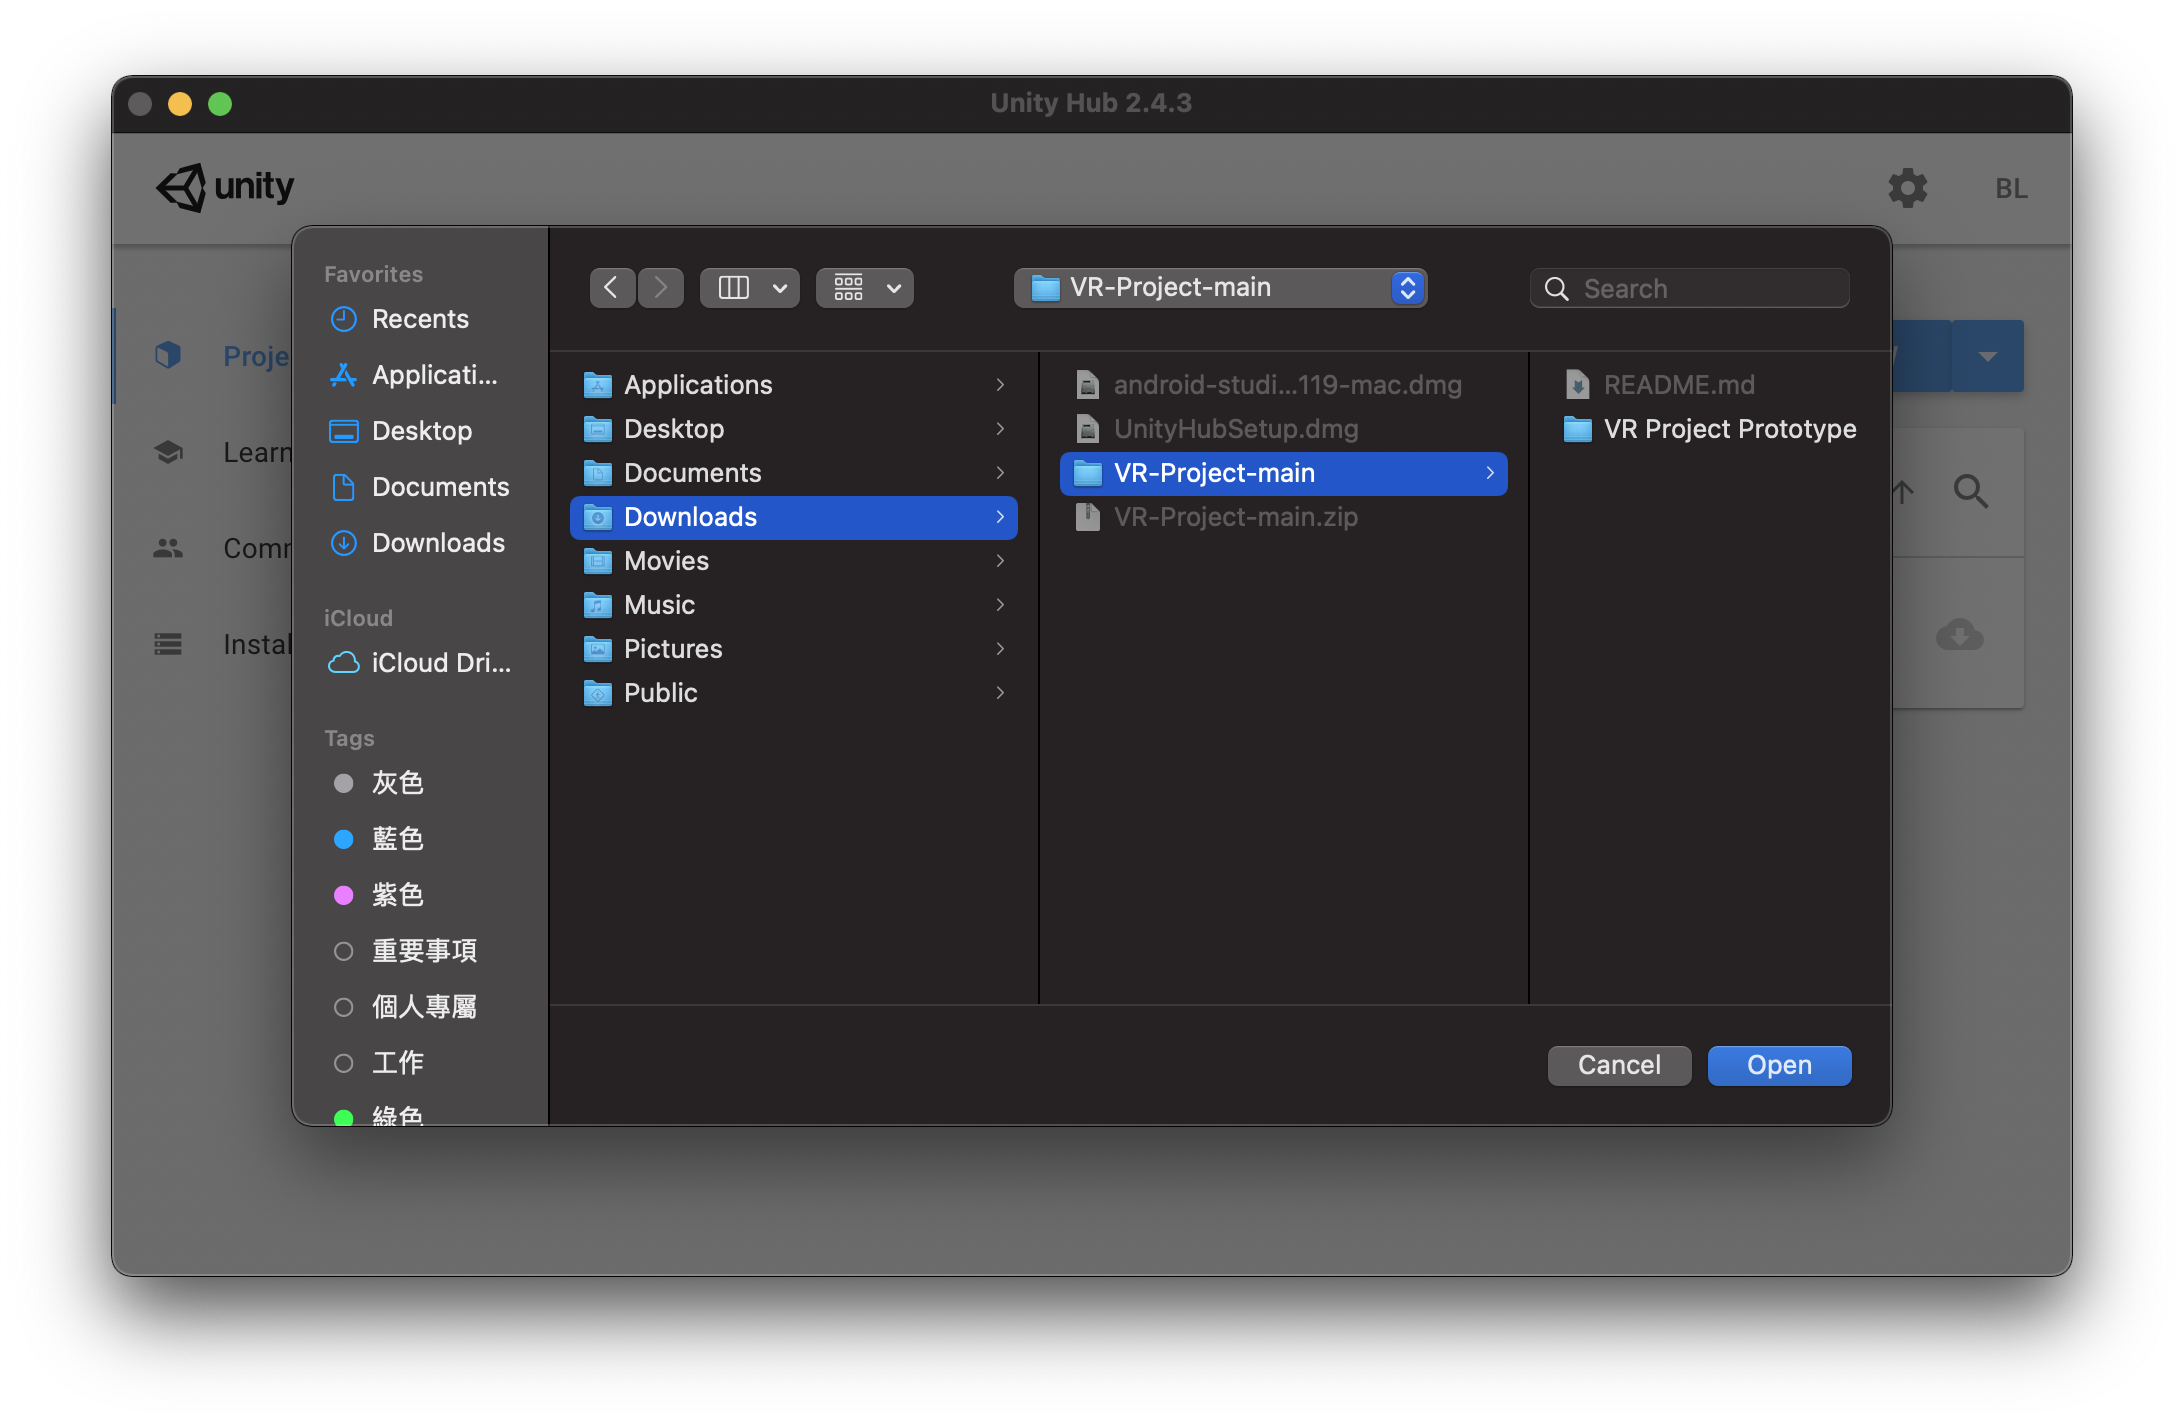 Unity Hub 2.4.3
unity
BL
Favorites
Recents
Applicati...
Desktop
Documents
Downloads
iCloud
iCloud Dri...
Tags
灰色
藍色
紫色
重要事項
個人專屬
工作
綠色
Proje
Learn
Comm
Instal
VR-Project-main
Search
Applications
Desktop
Documents
Downloads
Movies
Music
Pictures
Public
android-studi...119-mac.dmg
UnityHubSetup.dmg
VR-Project-main
VR-Project-main.zip
README.md
VR Project Prototype
Cancel
Open